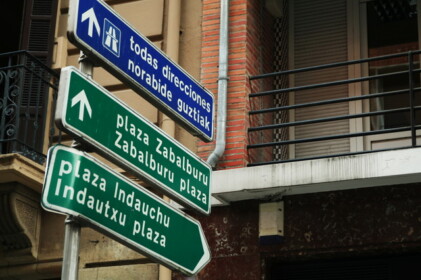 todas direcciones
norabide guztiak
plaza Zabalburu
Zabalburu plaza
plaza Indauchu
Indautxu plaza